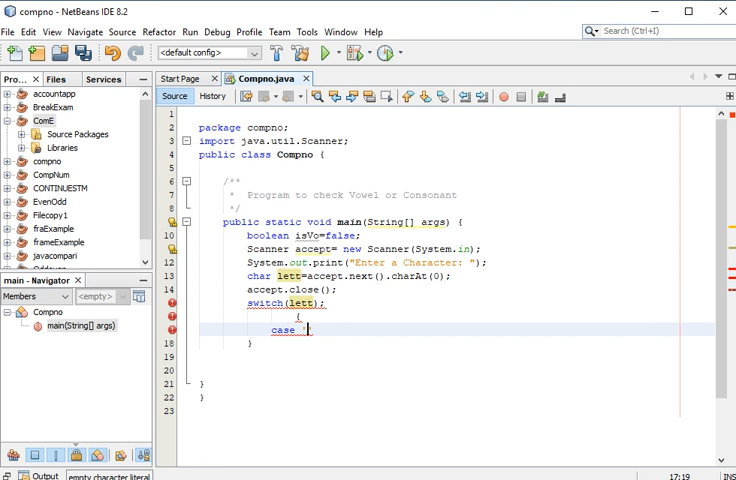 compno - NetBeans IDE 8.2
File Edit View Navigate Source Refactor Run Debug Profile Team Tools Window Help
Search (Ctrl+I)
<default config>
Pro... Files Services
Start Page Compno.java
Source History
accountapp
BreakExam
ComE
Source Packages
Libraries
compno
CompNum
CONTINUESTM
EvenOdd
Filecopy1
fraExample
frameExample
javacompari
main - Navigator
Members <empty>
Compno
main(String[] args)
1
2 package compno;
3 import java.util.Scanner;
4 public class Compno {
5
6 /**
7 * Program to check Vowel or Consonant
8 */
public static void main(String[] args) {
10 boolean isVo=false;
Scanner accept= new Scanner(System.in);
12 System.out.print("Enter a Character: ");
13 char lett=accept.next().charAt(0);
14 accept.close();
switch(lett);
{
case ''
18 }
19
20
21 }
22 }
23
Output
empty character literal
17:19 INS